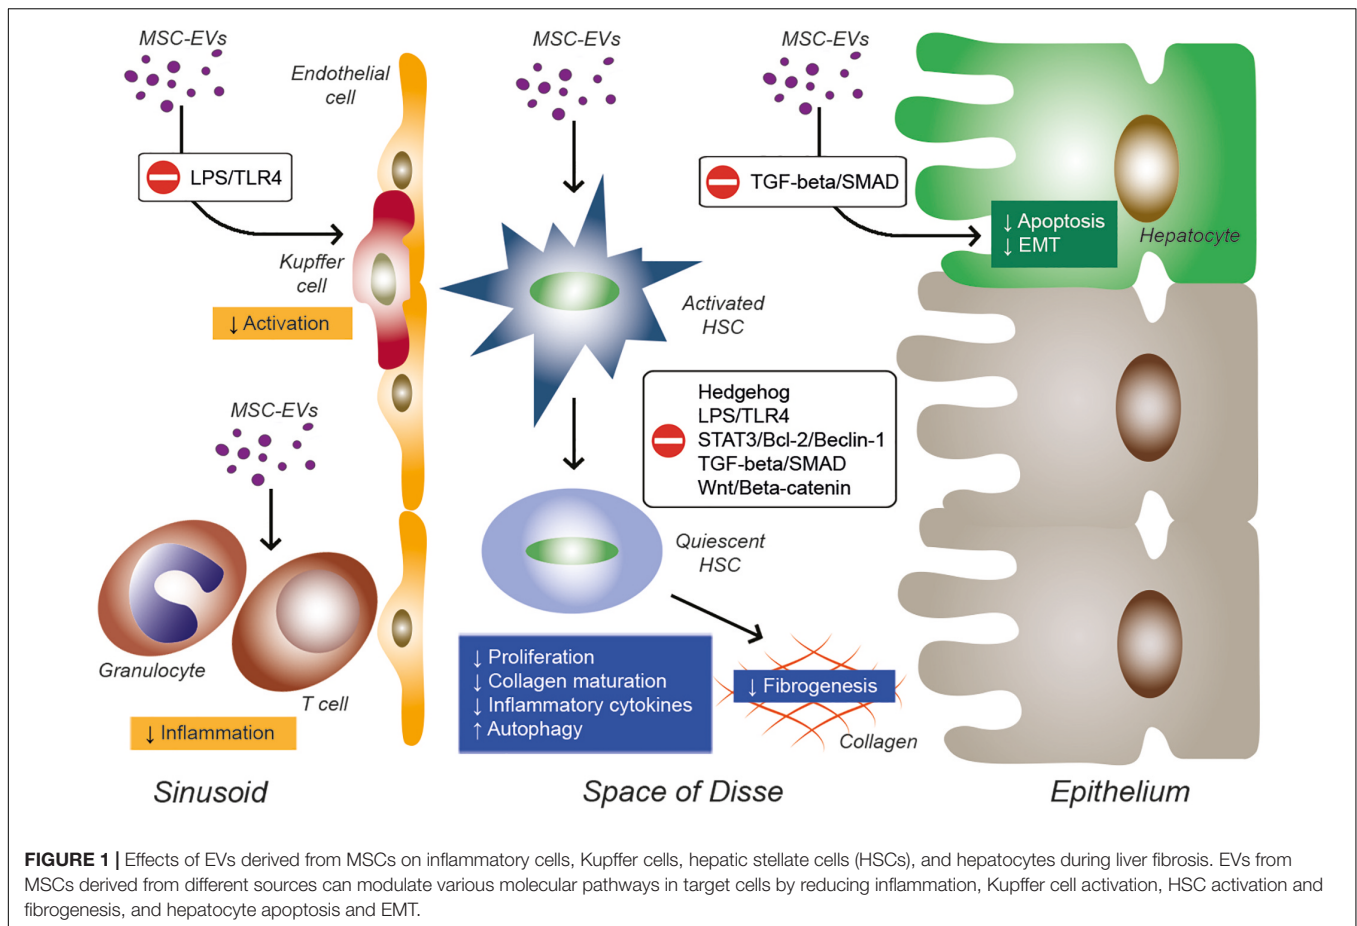 MSC-EVs
Endothelial
cell
LPS/TLR4
Kupffer
cell
↓ Activation
MSC-EVs
Granulocyte
T cell
↓ Inflammation
Sinusoid
MSC-EVs
Activated
HSC
Hedgehog
LPS/TLR4
STAT3/Bcl-2/Beclin-1
TGF-beta/SMAD
Wnt/Beta-catenin
Quiescent
HSC
↓ Proliferation
↓ Collagen maturation
↓ Inflammatory cytokines
↑ Autophagy
↓ Fibrogenesis
Collagen
Space of Disse
MSC-EVs
TGF-beta/SMAD
↓ Apoptosis
↓ EMT
Hepatocyte
Epithelium
FIGURE 1 | Effects of EVs derived from MSCs on inflammatory cells, Kupffer cells, hepatic stellate cells (HSCs), and hepatocytes during liver fibrosis. EVs from
MSCs derived from different sources can modulate various molecular pathways in target cells by reducing inflammation, Kupffer cell activation, HSC activation and
fibrogenesis, and hepatocyte apoptosis and EMT.